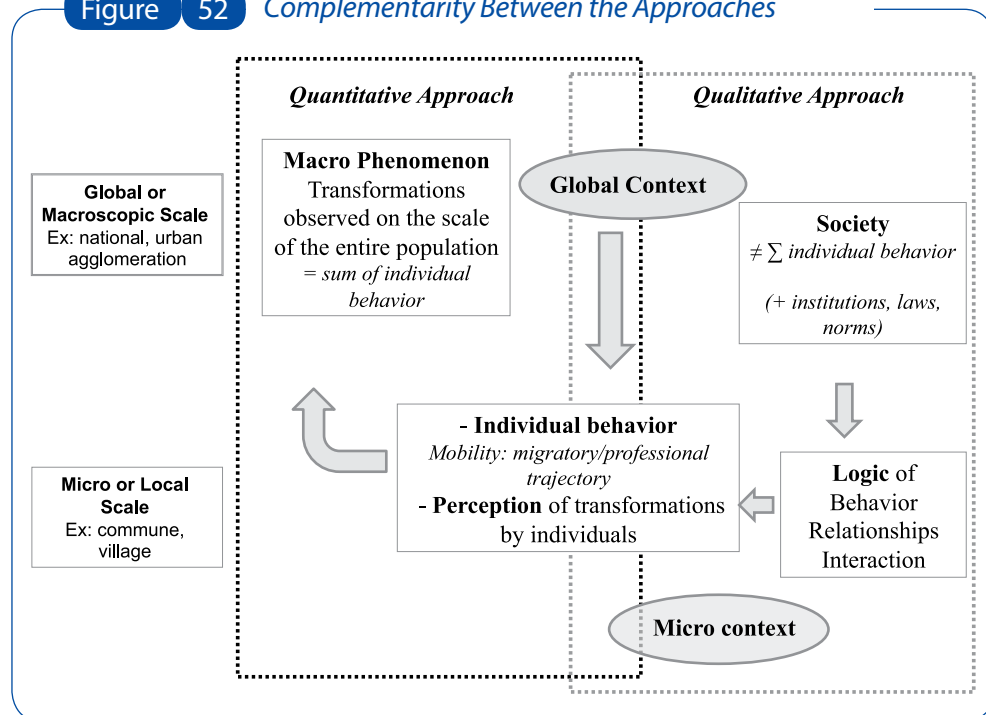 Figure 52 Complementarity Between the Approaches
Quantitative Approach
Qualitative Approach
Macro Phenomenon
Transformations
observed on the scale
of the entire population
= sum of individual
behavior
Global Context
Global or
Macroscopic Scale
Ex: national, urban
agglomeration
Society
≠ ∑ individual behavior
(+ institutions, laws,
norms)
- Individual behavior
Mobility: migratory/professional
trajectory
- Perception of transformations
by individuals
Micro or Local
Scale
Ex: commune,
village
Logic of
Behavior
Relationships
Interaction
Micro context